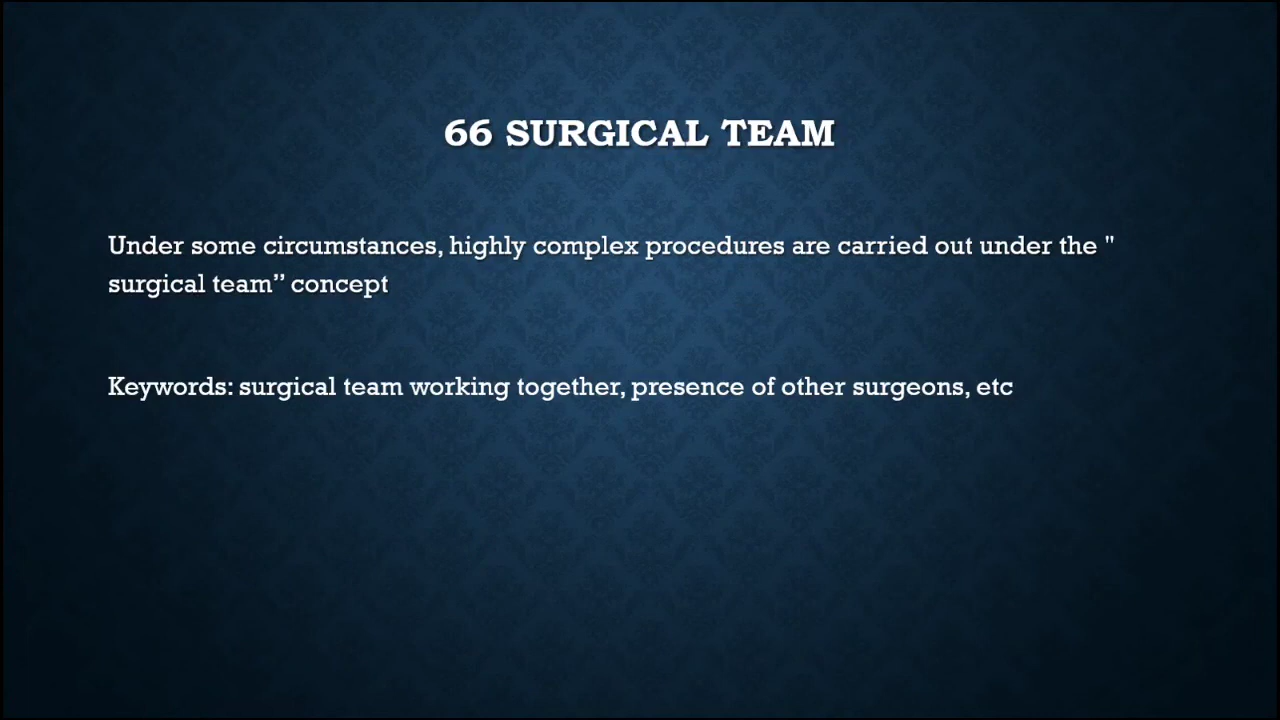 66 SURGICAL TEAM
Under some circumstances, highly complex procedures are carried out under the "
surgical team” concept
Keywords: surgical team working together, presence of other surgeons, etc